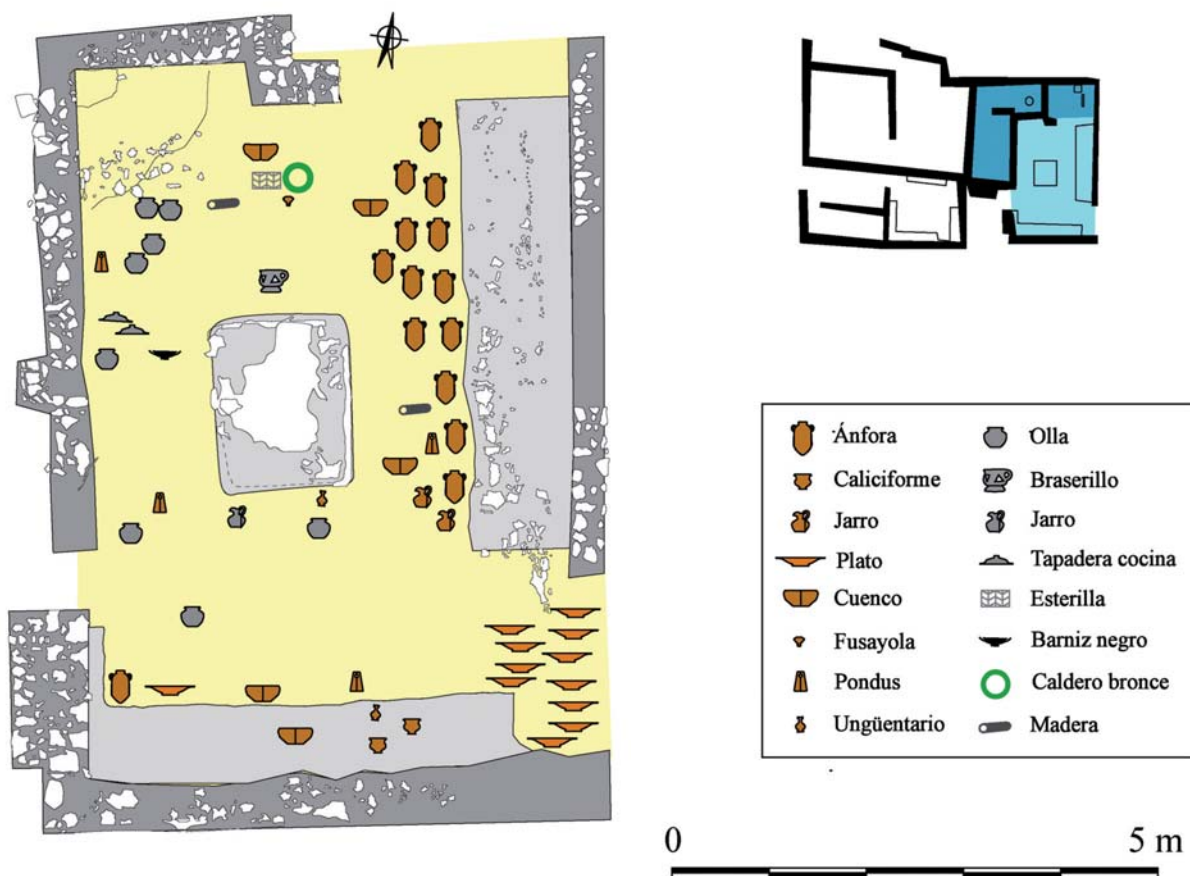 Ánfora
Olla
Caliciforme
Braserillo
Jarro
Jarro
Plato
Tapadera cocina
Cuenco
Esterilla
Fusayola
Barniz negro
Pondus
Caldero bronce
Ungüentario
Madera
0 5 m